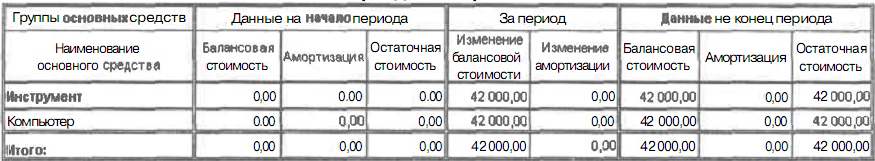 Группы основных средств Данные на начало периода За период Данные не конец периода
Наименование основного средства Балансовая стоимость Амортизация Остаточная стоимость Изменение балансовой стоимости Изменение амортизации Балансовая стоимость Амортизация Остаточная стоимость
Инструмент 0,00 0.00 0.00 42 000,00 0,00 42 000,00 0,00 42 000,00
Компьютер 0.00 0,00 0,00 42 000,00 0,00 42 000,00 0,00 42 000,00
Итого: 0,00 0,00 0,00 42000,00 0,00 42 000,00 0,00 42 000,00